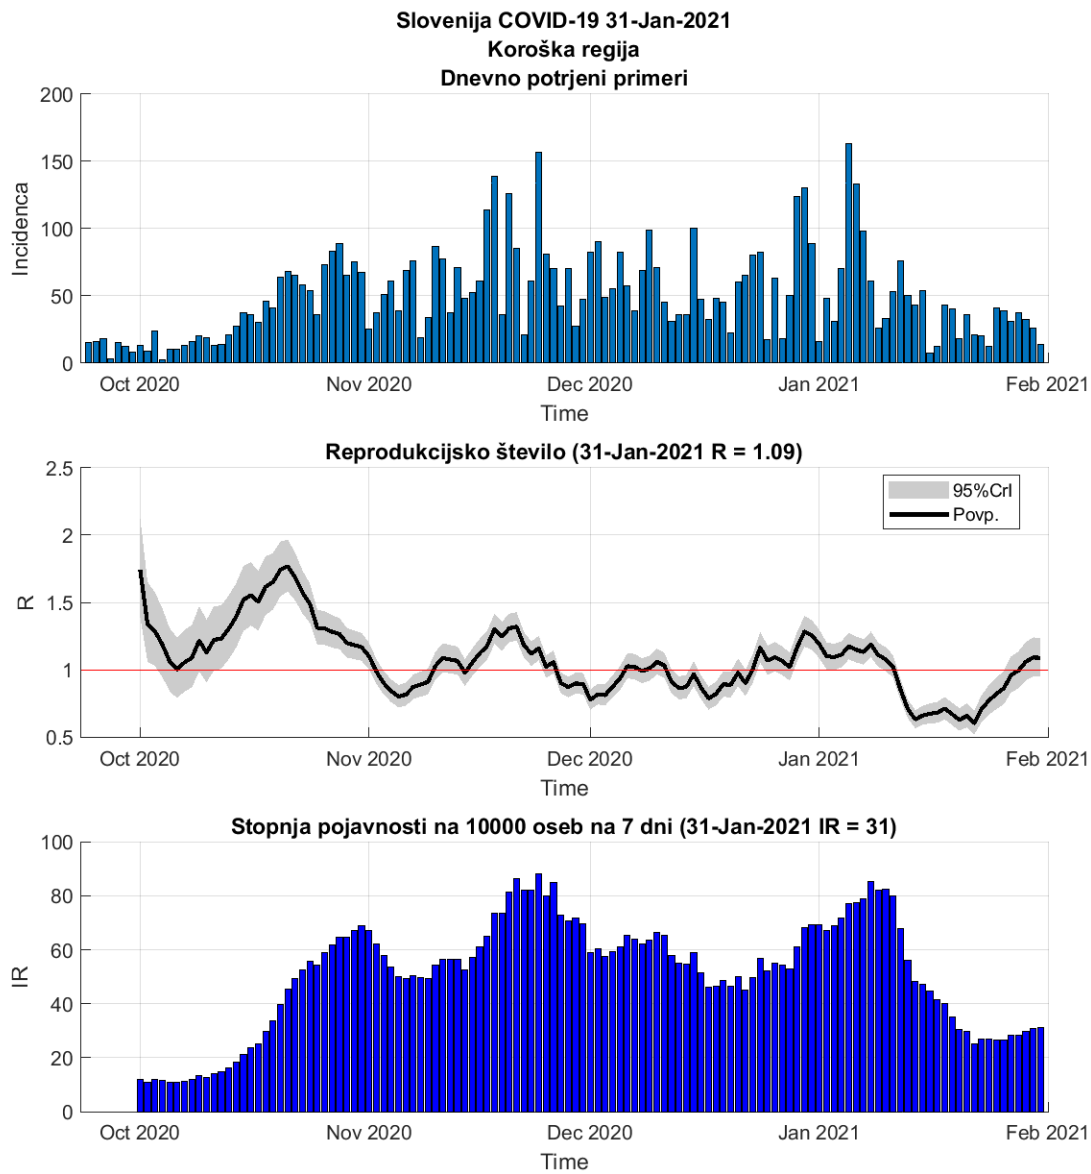 Slovenija COVID-19 31-Jan-2021
Koroška regija
Dnevno potrjeni primeri
200
150
100
50
0
Incidenca
Oct 2020 Nov 2020 Dec 2020 Jan 2021 Feb 2021
Time
Reprodukcijsko število (31-Jan-2021 R = 1.09)
2.5
2
1.5
1
0.5
R
95%CrI
Povp.
Oct 2020 Nov 2020 Dec 2020 Jan 2021 Feb 2021
Time
Stopnja pojavnosti na 10000 oseb na 7 dni (31-Jan-2021 IR = 31)
100
80
60
40
20
0
IR
Oct 2020 Nov 2020 Dec 2020 Jan 2021 Feb 2021
Time